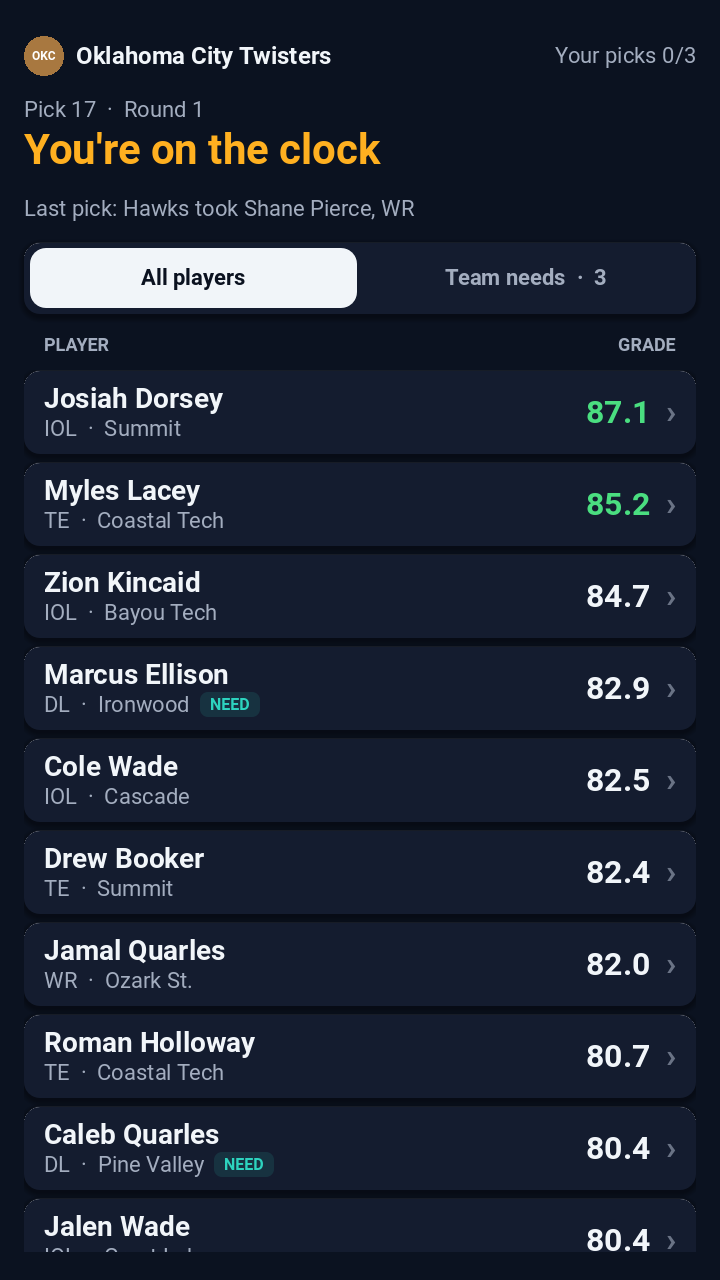 OKC Oklahoma City Twisters Your picks 0/3
Pick 17 · Round 1
You're on the clock
Last pick: Hawks took Shane Pierce, WR
All players Team needs · 3
PLAYER GRADE
Josiah Dorsey
IOL · Summit
87.1 ›
Myles Lacey
TE · Coastal Tech
85.2 ›
Zion Kincaid
IOL · Bayou Tech
84.7 ›
Marcus Ellison
DL · Ironwood NEED
82.9 ›
Cole Wade
IOL · Cascade
82.5 ›
Drew Booker
TE · Summit
82.4 ›
Jamal Quarles
WR · Ozark St.
82.0 ›
Roman Holloway
TE · Coastal Tech
80.7 ›
Caleb Quarles
DL · Pine Valley NEED
80.4 ›
Jalen Wade
80.4 ›